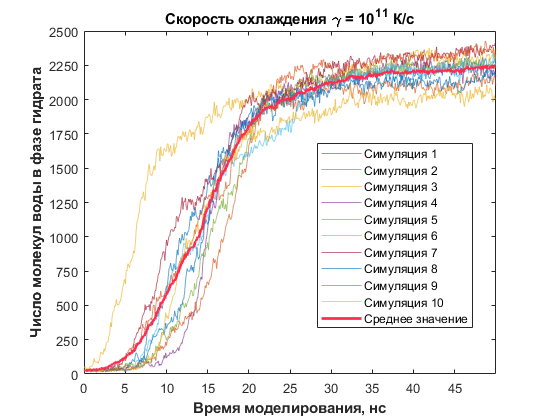 Скорость охлаждения γ = 10^11 К/с
Число молекул воды в фазе гидрата
2500
2250
2000
1750
1500
1250
1000
750
500
250
0
Симуляция 1
Симуляция 2
Симуляция 3
Симуляция 4
Симуляция 5
Симуляция 6
Симуляция 7
Симуляция 8
Симуляция 9
Симуляция 10
Среднее значение
0 5 10 15 20 25 30 35 40 45
Время моделирования, нс